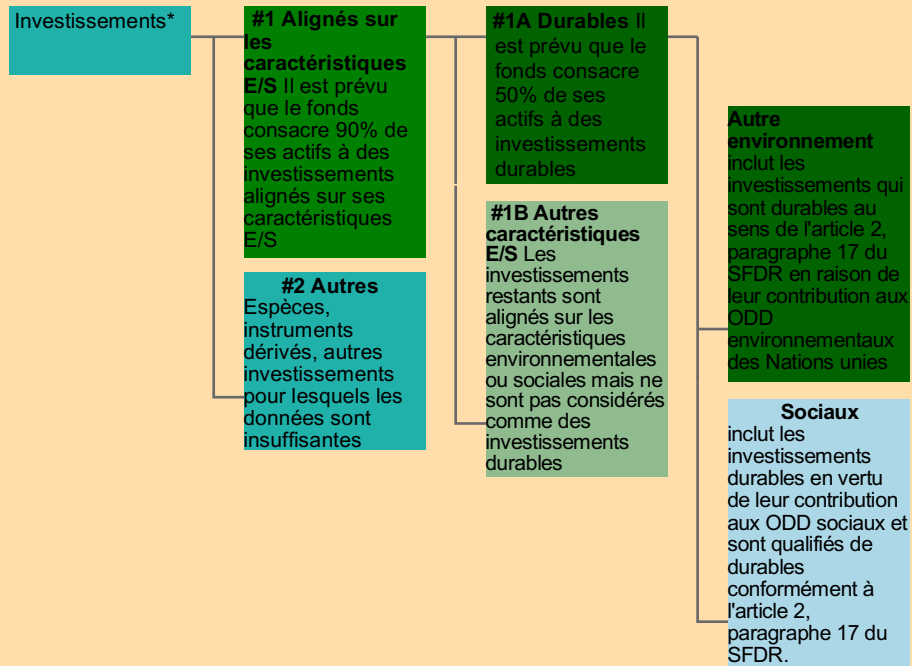 Investissements*
#1 Alignés sur
les
caractéristiques
E/S Il est prévu
que le fonds
consacre 90% de
ses actifs à des
investissements
alignés sur ses
caractéristiques
E/S
#2 Autres
Espèces,
instruments
dérivés, autres
investissements
pour lesquels les
données sont
insuffisantes
#1A Durables Il
est prévu que le
fonds consacre
50% de ses
actifs à des
investissements
durables
#1B Autres
caractéristiques
E/S Les
investissements
restants sont
alignés sur les
caractéristiques
environnementales
ou sociales mais ne
sont pas considérés
comme des
investissements
durables
Autre
environnement
inclut les
investissements qui
sont durables au
sens de l'article 2,
paragraphe 17 du
SFDR en raison de
leur contribution aux
ODD
environnementaux
des Nations unies
Sociaux
inclut les
investissements
durables en vertu
de leur contribution
aux ODD sociaux et
sont qualifiés de
durables
conformément à
l'article 2,
paragraphe 17 du
SFDR.